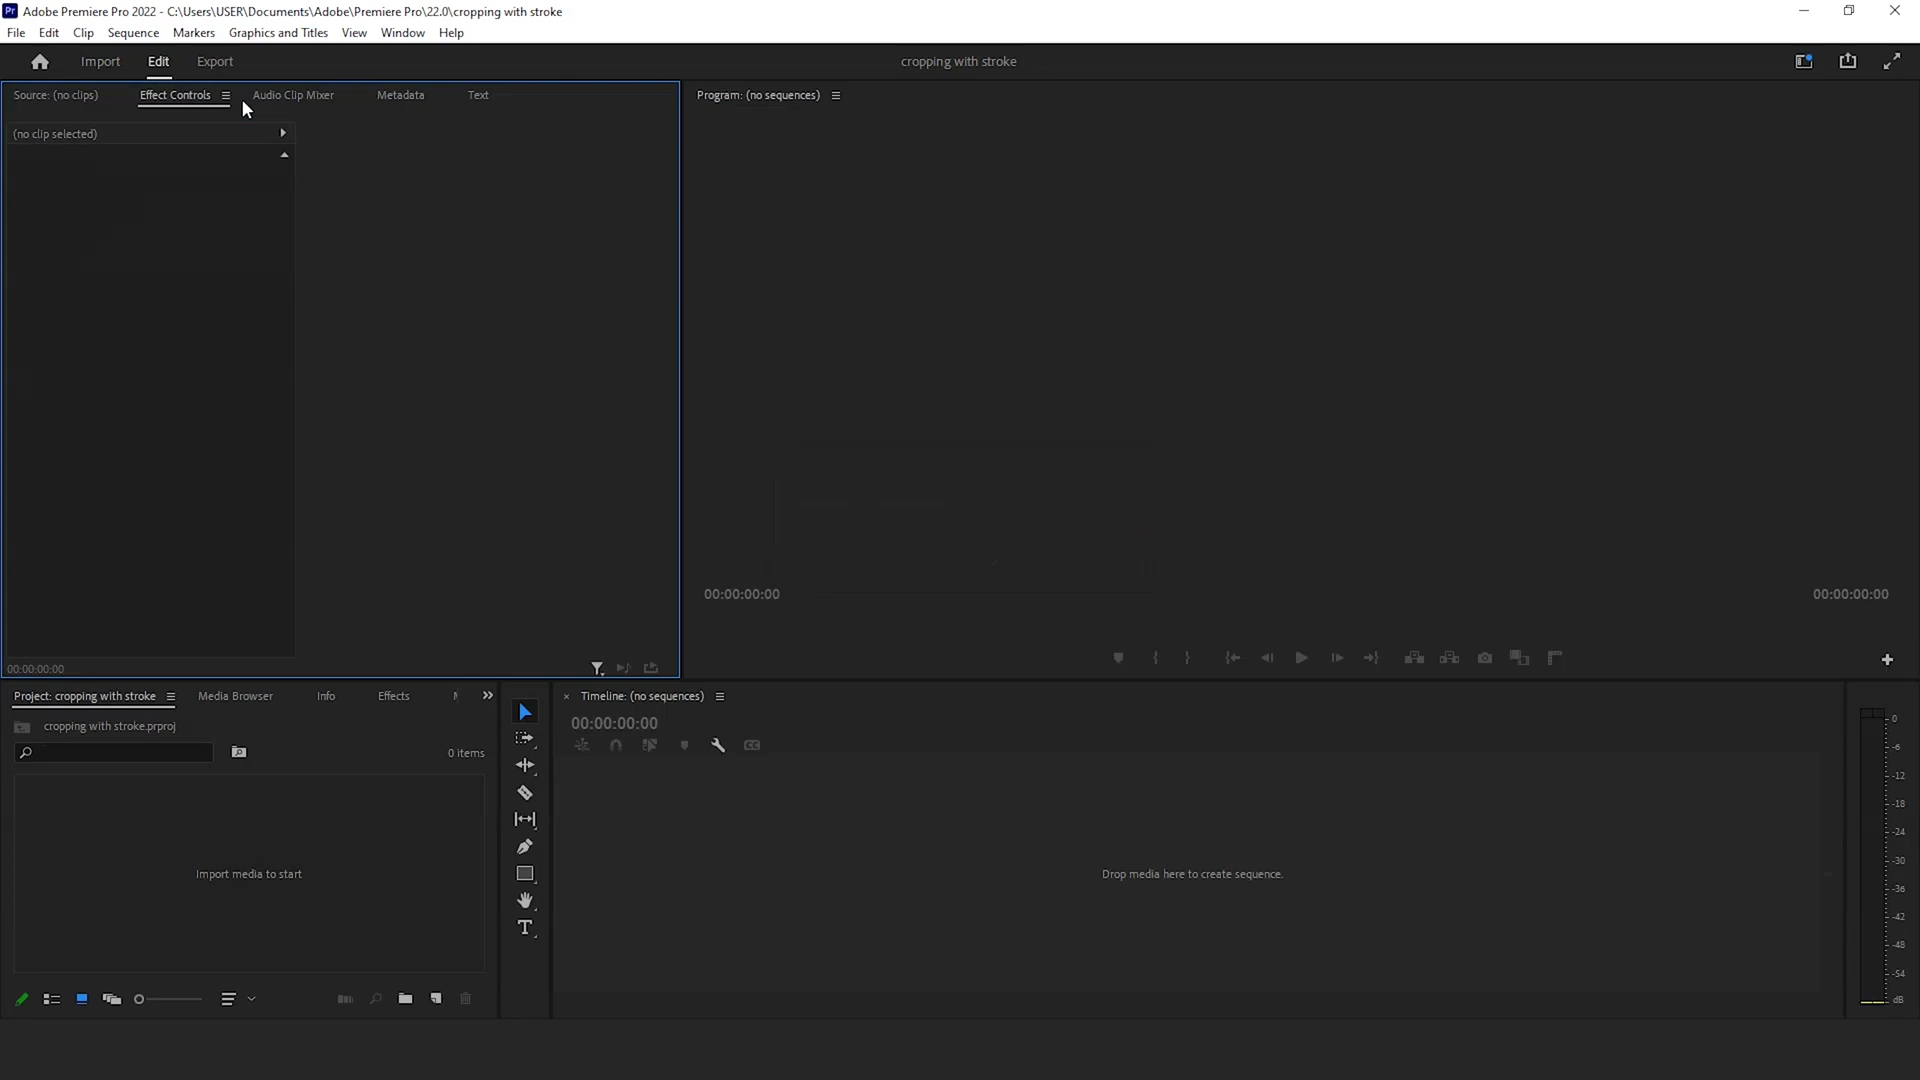 Adobe Premiere Pro 2022 - C:\Users\USER\Documents\Adobe\Premiere Pro\22.0\cropping with stroke
File Edit Clip Sequence Markers Graphics and Titles View Window Help
Import Edit Export cropping with stroke
Source: (no clips) Effect Controls Audio Clip Mixer Metadata Text
Program: (no sequences)
(no clip selected)
00:00:00:00 00:00:00:00
00:00:00:00
Project: cropping with stroke Media Browser Info Effects
Timeline: (no sequences)
cropping with stroke.prproj
00:00:00:00
0 items
CC
Import media to start
Drop media here to create sequence.
T
0
-6
-12
-18
-24
-30
-36
-42
-48
-54
dB